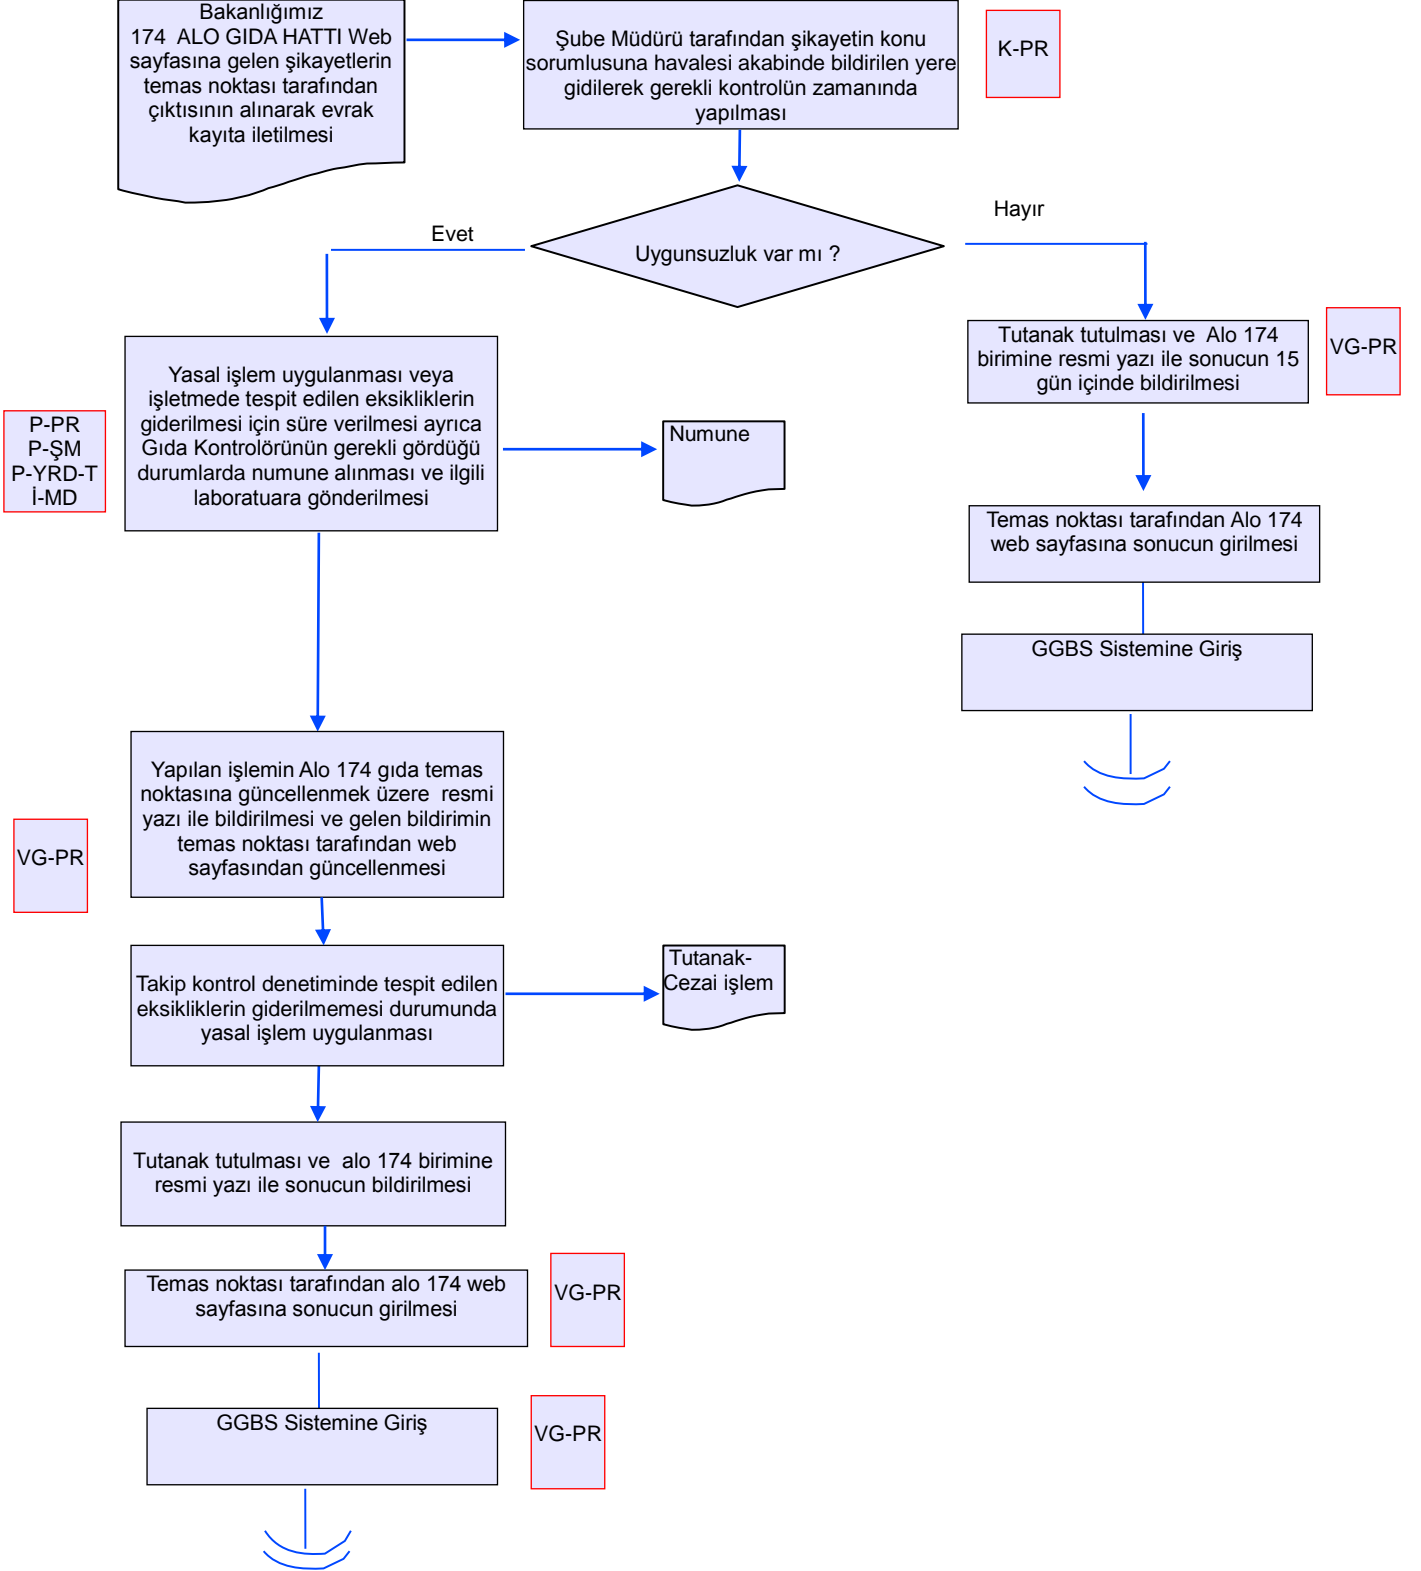 Bakanlığımız
174  ALO GIDA HATTI Web
sayfasına gelen şikayetlerin
temas noktası tarafından
çıktısının alınarak evrak
kayıta iletilmesi
Şube Müdürü tarafından şikayetin konu
sorumlusuna havalesi akabinde bildirilen yere
gidilerek gerekli kontrolün zamanında
yapılması
K-PR
Uygunsuzluk var mı ?
Evet
Hayır
Tutanak tutulması ve  Alo 174
birimine resmi yazı ile sonucun 15
gün içinde bildirilmesi
VG-PR
Yasal işlem uygulanması veya
işletmede tespit edilen eksikliklerin
giderilmesi için süre verilmesi ayrıca
Gıda Kontrolörünün gerekli gördüğü
durumlarda numune alınması ve ilgili
laboratuara gönderilmesi
P-PR
P-ŞM
P-YRD-T
İ-MD
Numune
Temas noktası tarafından Alo 174
web sayfasına sonucun girilmesi
GGBS Sistemine Giriş
Yapılan işlemin Alo 174 gıda temas
noktasına güncellenmek üzere  resmi
yazı ile bildirilmesi ve gelen bildirimin
temas noktası tarafından web
sayfasından güncellenmesi
VG-PR
Takip kontrol denetiminde tespit edilen
eksikliklerin giderilmemesi durumunda
yasal işlem uygulanması
Tutanak-
Cezai işlem
Tutanak tutulması ve  alo 174 birimine
resmi yazı ile sonucun bildirilmesi
Temas noktası tarafından alo 174 web
sayfasına sonucun girilmesi
VG-PR
GGBS Sistemine Giriş
VG-PR